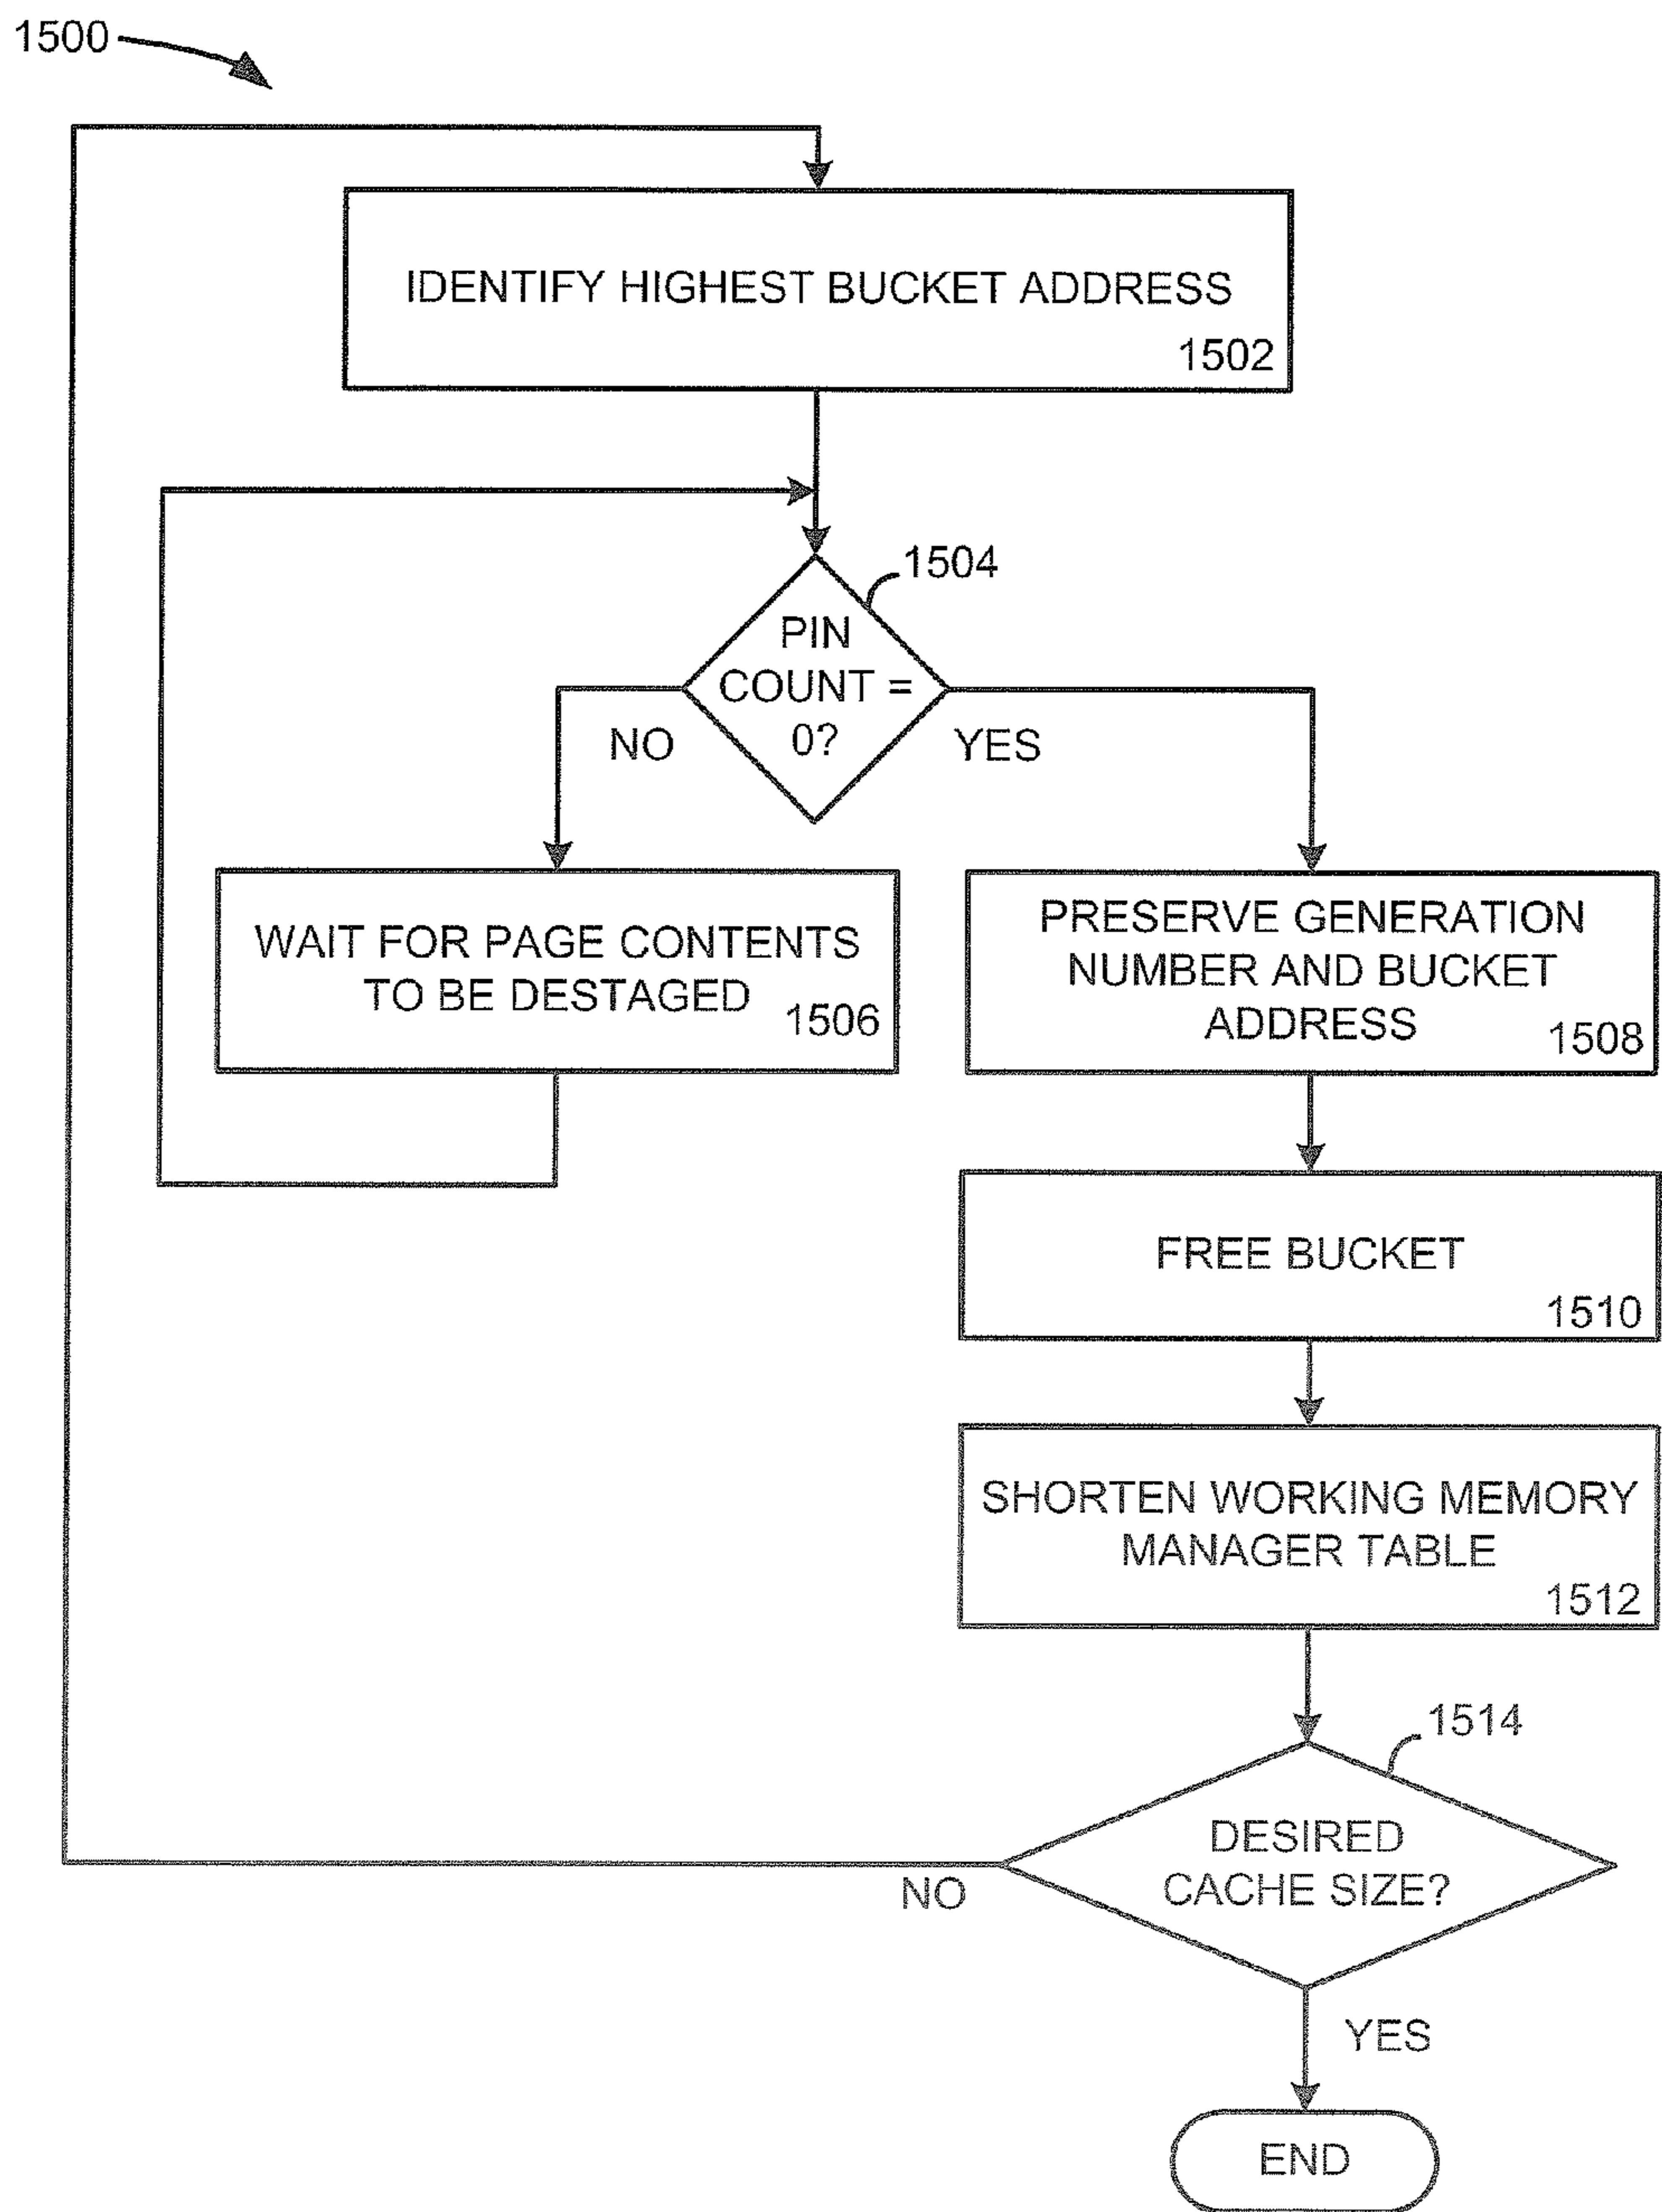 1500
IDENTIFY HIGHEST BUCKET ADDRESS
1502
1504
PIN
COUNT =
0?
NO
YES
WAIT FOR PAGE CONTENTS
TO BE DESTAGED
1506
PRESERVE GENERATION
NUMBER AND BUCKET
ADDRESS
1508
FREE BUCKET
1510
SHORTEN WORKING MEMORY
MANAGER TABLE
1512
1514
DESIRED
CACHE SIZE?
NO
YES
END